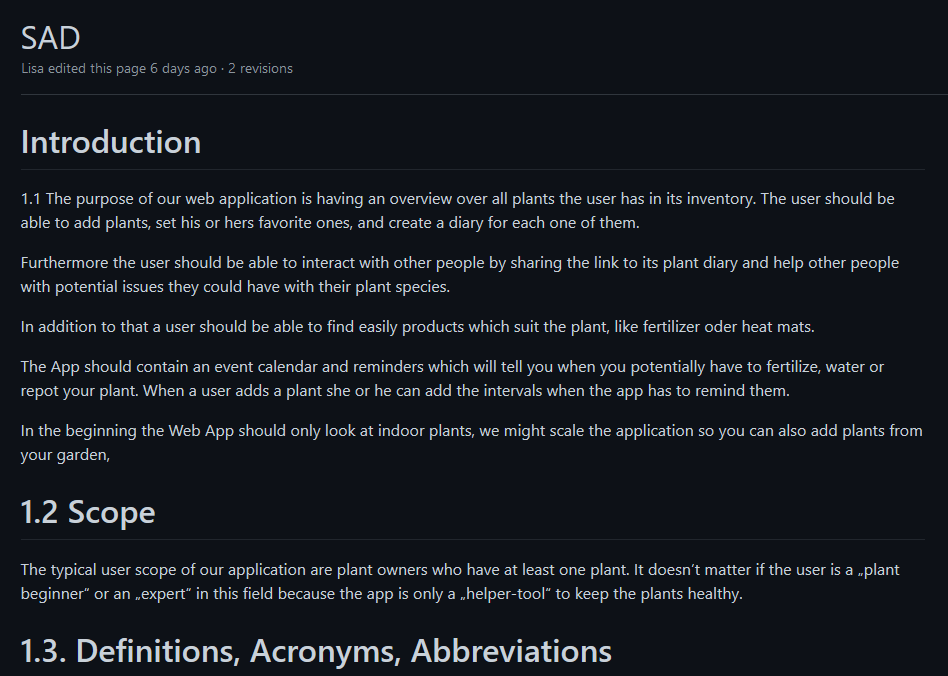 SAD
Lisa edited this page 6 days ago · 2 revisions
Introduction
1.1 The purpose of our web application is having an overview over all plants the user has in its inventory. The user should be
able to add plants, set his or hers favorite ones, and create a diary for each one of them.
Furthermore the user should be able to interact with other people by sharing the link to its plant diary and help other people
with potential issues they could have with their plant species.
In addition to that a user should be able to find easily products which suit the plant, like fertilizer oder heat mats.
The App should contain an event calendar and reminders which will tell you when you potentially have to fertilize, water or
repot your plant. When a user adds a plant she or he can add the intervals when the app has to remind them.
In the beginning the Web App should only look at indoor plants, we might scale the application so you can also add plants from
your garden,
1.2 Scope
The typical user scope of our application are plant owners who have at least one plant. It doesn’t matter if the user is a „plant
beginner“ or an „expert“ in this field because the app is only a „helper-tool“ to keep the plants healthy.
1.3. Definitions, Acronyms, Abbreviations